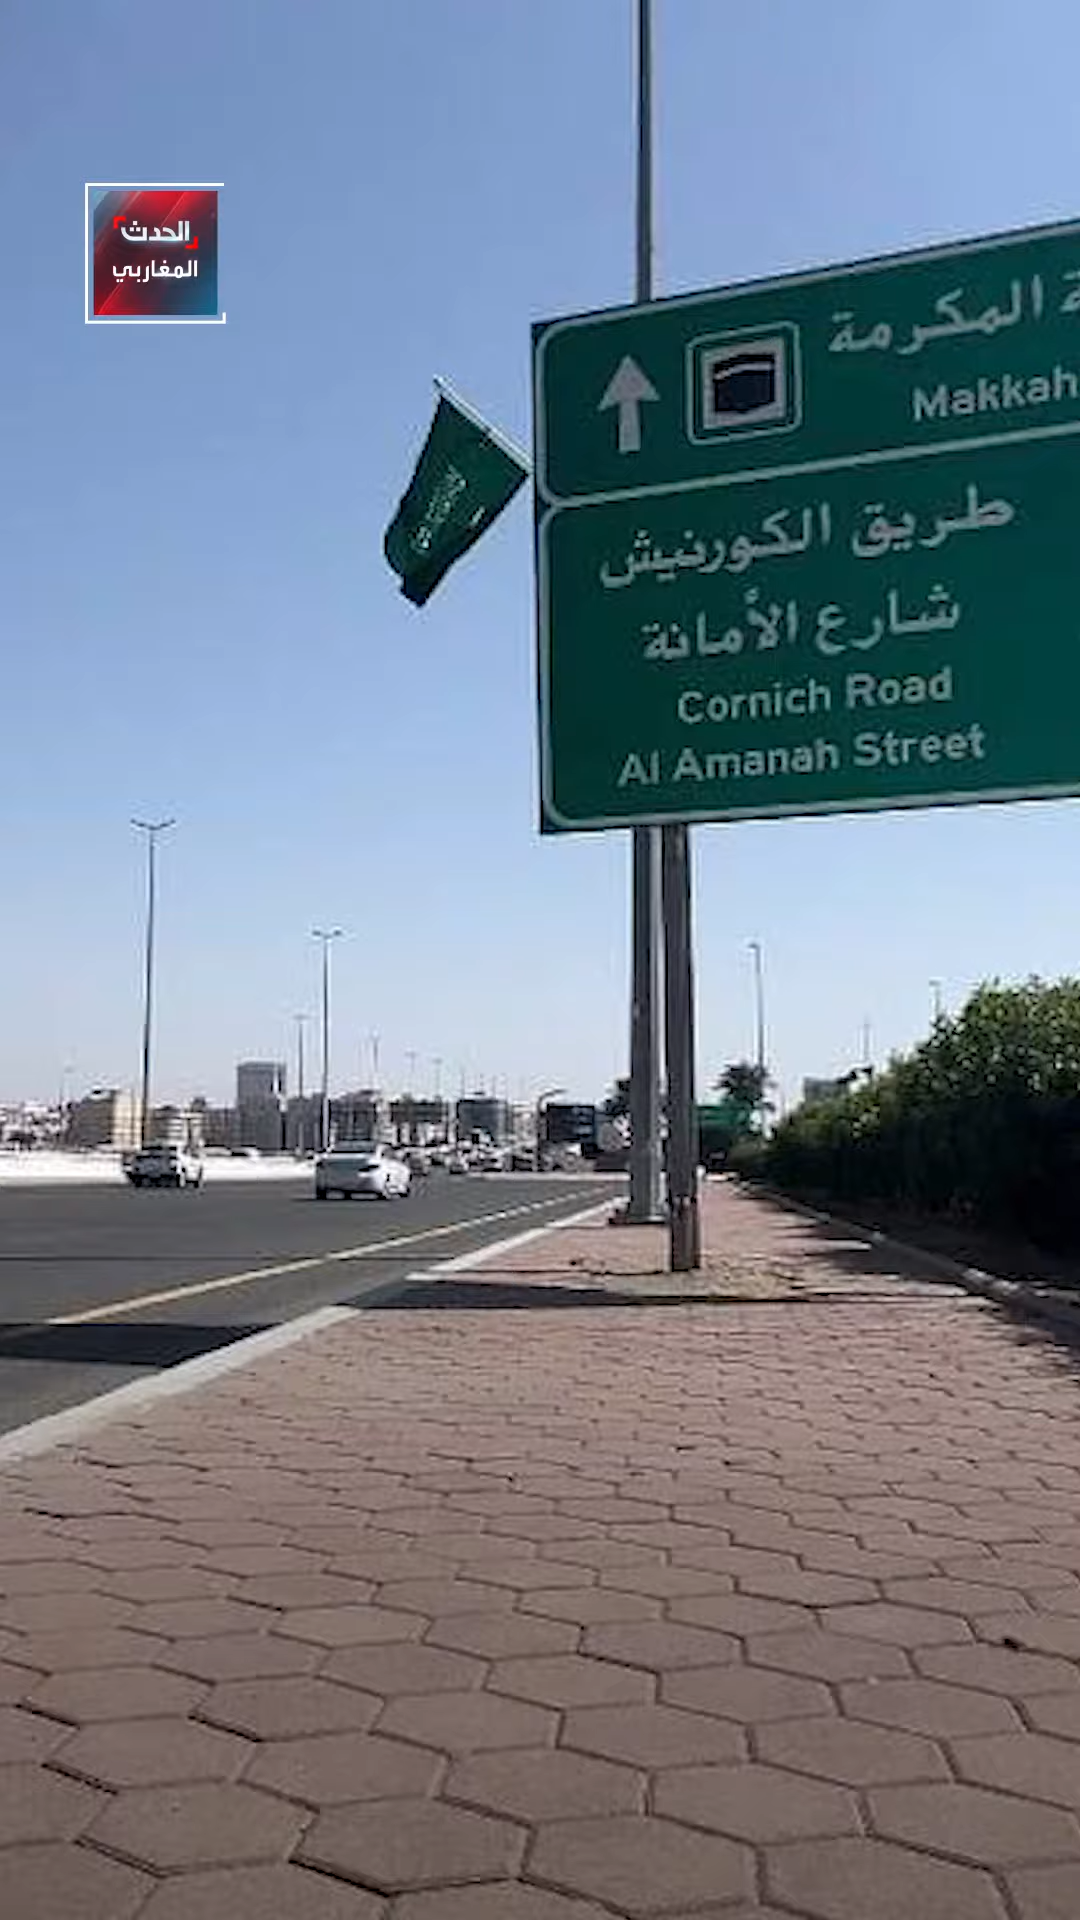 الحدث
المغاربي
المكرمة
Makkah
طريق الكورنيش
شارع الأمانة
Cornich Road
Al Amanah Street